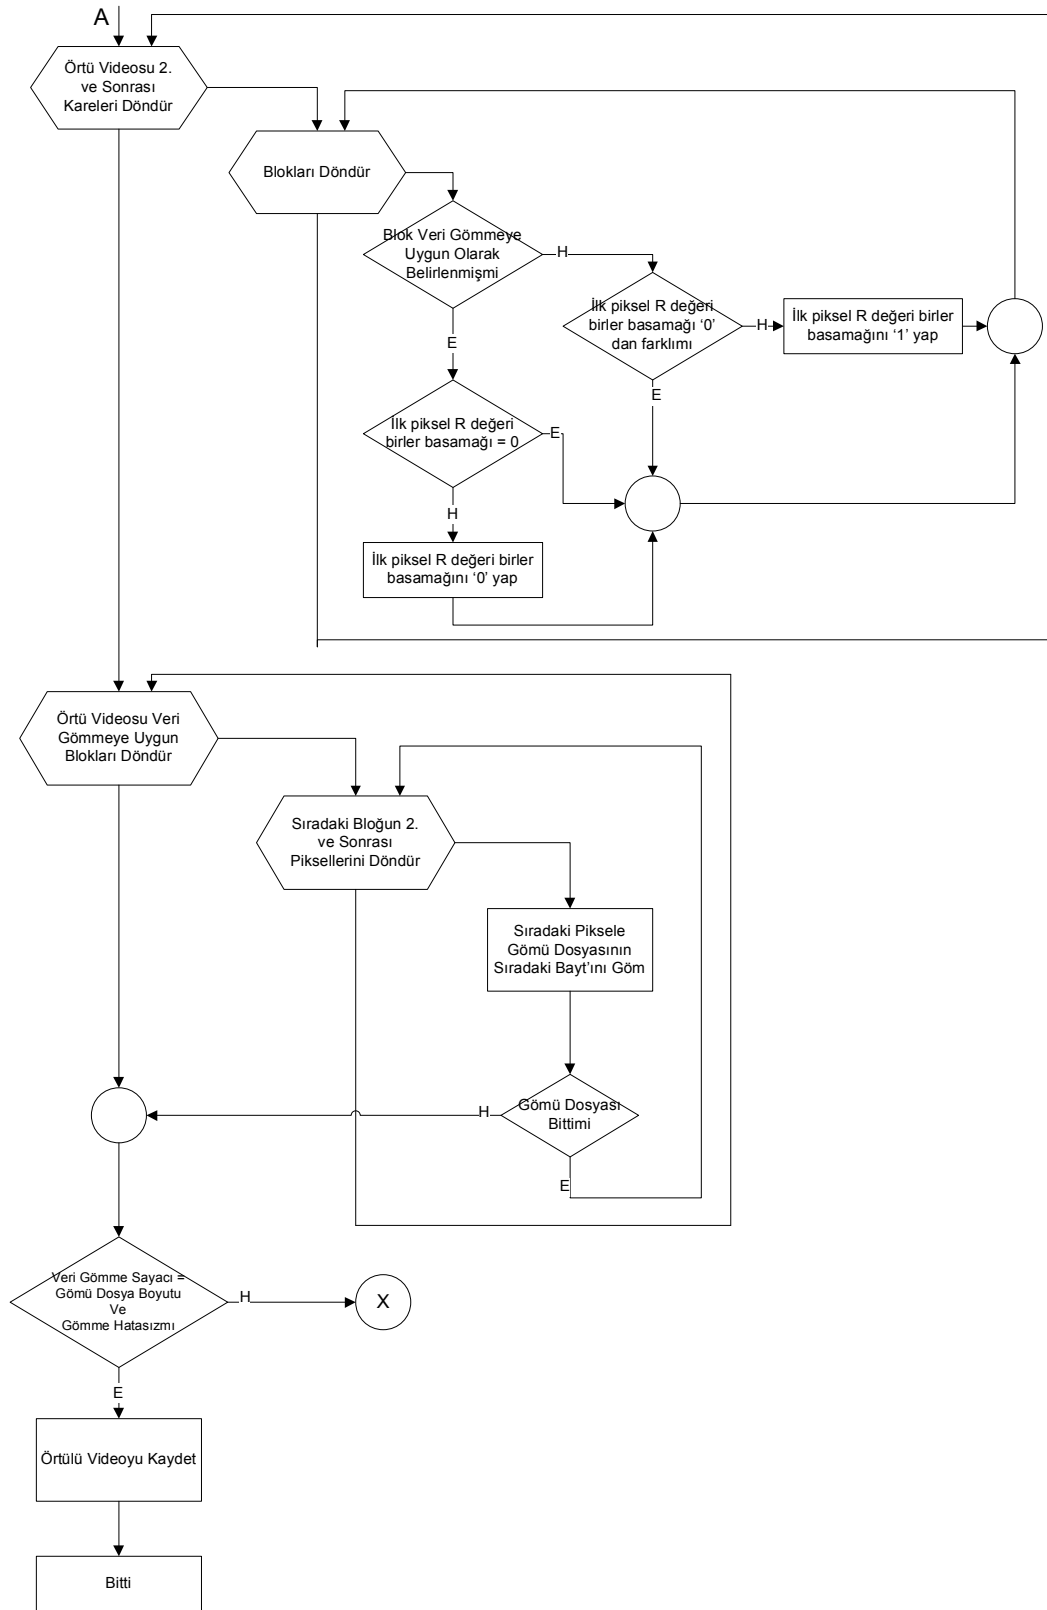 A
Örtü Videosu 2.
ve Sonrası
Kareleri Döndür
Blokları Döndür
Blok Veri Gömmeye
Uygun Olarak
Belirlenmişmi
H
İlk piksel R değeri
birler basamağı ‘0’
dan farklımı
H
İlk piksel R değeri birler
basamağını ‘1’ yap
E
E
İlk piksel R değeri
birler basamağı = 0
E
H
İlk piksel R değeri birler
basamağını ‘0’ yap
Örtü Videosu Veri
Gömmeye Uygun
Blokları Döndür
Sıradaki Bloğun 2.
ve Sonrası
Piksellerini Döndür
Sıradaki Piksele
Gömü Dosyasının
Sıradaki Bayt’ını Göm
Gömü Dosyası
Bittimi
H
E
Veri Gömme Sayacı =
Gömü Dosya Boyutu
Ve
Gömme Hatasızmı
H
X
E
Örtülü Videoyu Kaydet
Bitti